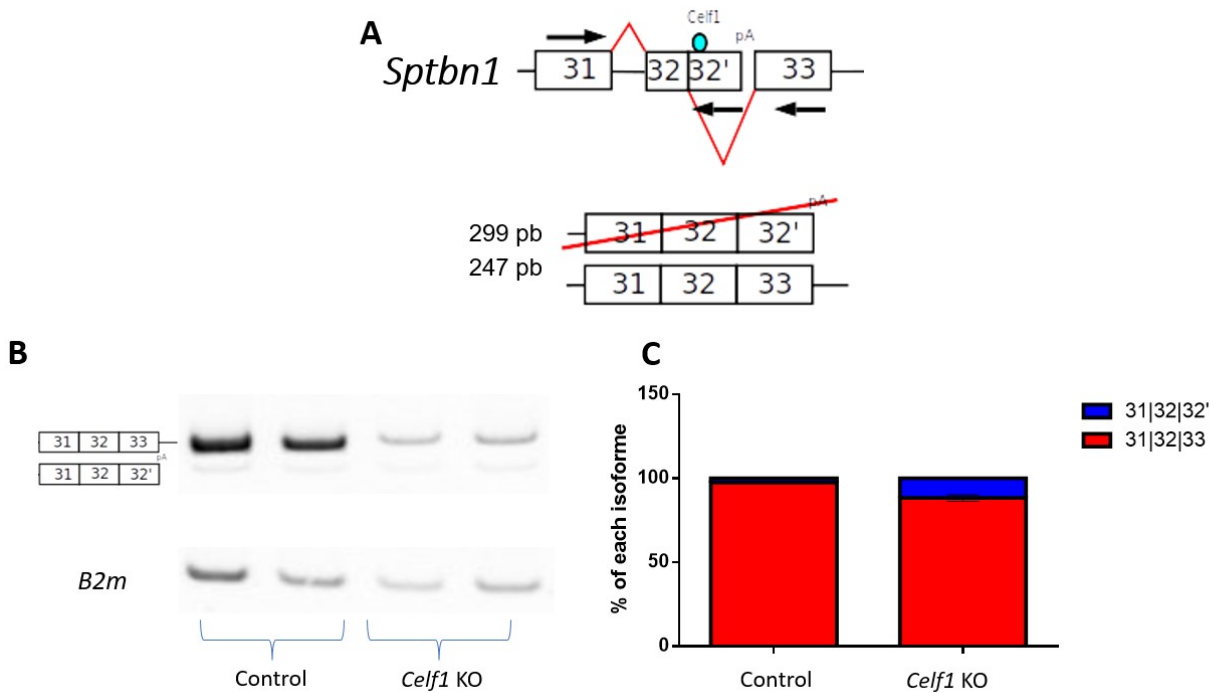 A
Celf1
pA
Sptbn1
31
32
32'
33
299 pb
31
32
32'
pA
247 pb
31
32
33
B
31
32
33
pA
31
32
32'
B2m
Control
Celf1 KO
C
% of each isoforme
150
100
50
0
Control
Celf1 KO
31|32|32'
31|32|33